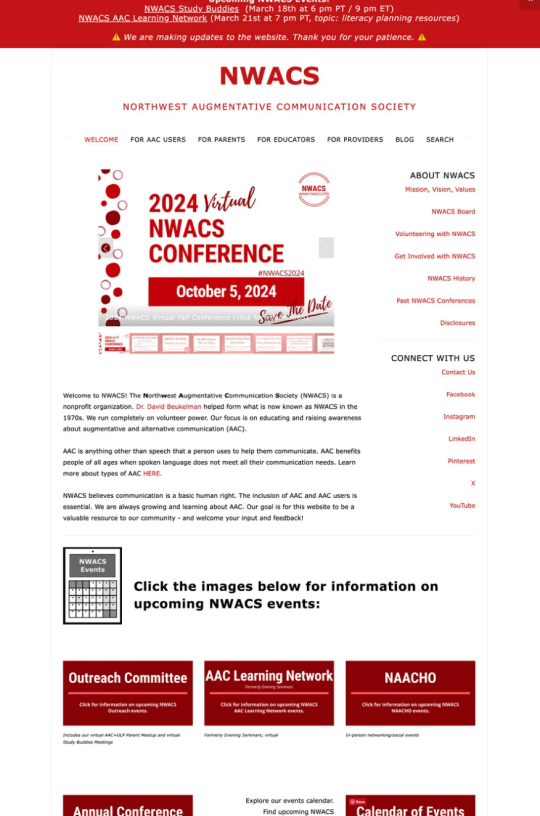 Upcoming NWACS Events:
NWACS Study Buddies (March 18th at 6 pm PT / 9 pm ET)
NWACS AAC Learning Network (March 21st at 7 pm PT, topic: literacy planning resources)
⚠️ We are making updates to the website. Thank you for your patience. ⚠️
NWACS
NORTHWEST AUGMENTATIVE COMMUNICATION SOCIETY
WELCOME FOR AAC USERS FOR PARENTS FOR EDUCATORS FOR PROVIDERS BLOG SEARCH
NWACS
2024 Virtual
NWACS
CONFERENCE
#NWACS2024
October 5, 2024
Save The Date
NWACS Virtual Fall Conference (click
ABOUT NWACS
Mission, Vision, Values
NWACS Board
Volunteering with NWACS
Get Involved with NWACS
NWACS History
Past NWACS Conferences
Disclosures
CONNECT WITH US
Contact Us
Facebook
Instagram
LinkedIn
Pinterest
X
YouTube
Welcome to NWACS! The Northwest Augmentative Communication Society (NWACS) is a
nonprofit organization. Dr. David Beukelman helped form what is now known as NWACS in the
1970s. We run completely on volunteer power. Our focus is on educating and raising awareness
about augmentative and alternative communication (AAC).
AAC is anything other than speech that a person uses to help them communicate. AAC benefits
people of all ages when spoken language does not meet all their communication needs. Learn
more about types of AAC HERE.
NWACS believes communication is a basic human right. The inclusion of AAC and AAC users is
essential. We are always growing and learning about AAC. Our goal is for this website to be a
valuable resource to our community - and welcome your input and feedback!
NWACS
Events
Click the images below for information on
upcoming NWACS events:
Outreach Committee
Click for information on upcoming NWACS
Outreach events.
Includes our virtual AAC+GLP Parent Meetup and virtual
Study Buddies Meetings
AAC Learning Network
Formerly Evening Seminars
Click for information on upcoming NWACS
AAC Learning Network events.
Formerly Evening Seminars; virtual
NAACHO
Click for information on upcoming NWACS
NAACHO events.
In-person networking/social events
Annual Conference
Explore our events calendar.
Find upcoming NWACS
Save
Calendar of Events